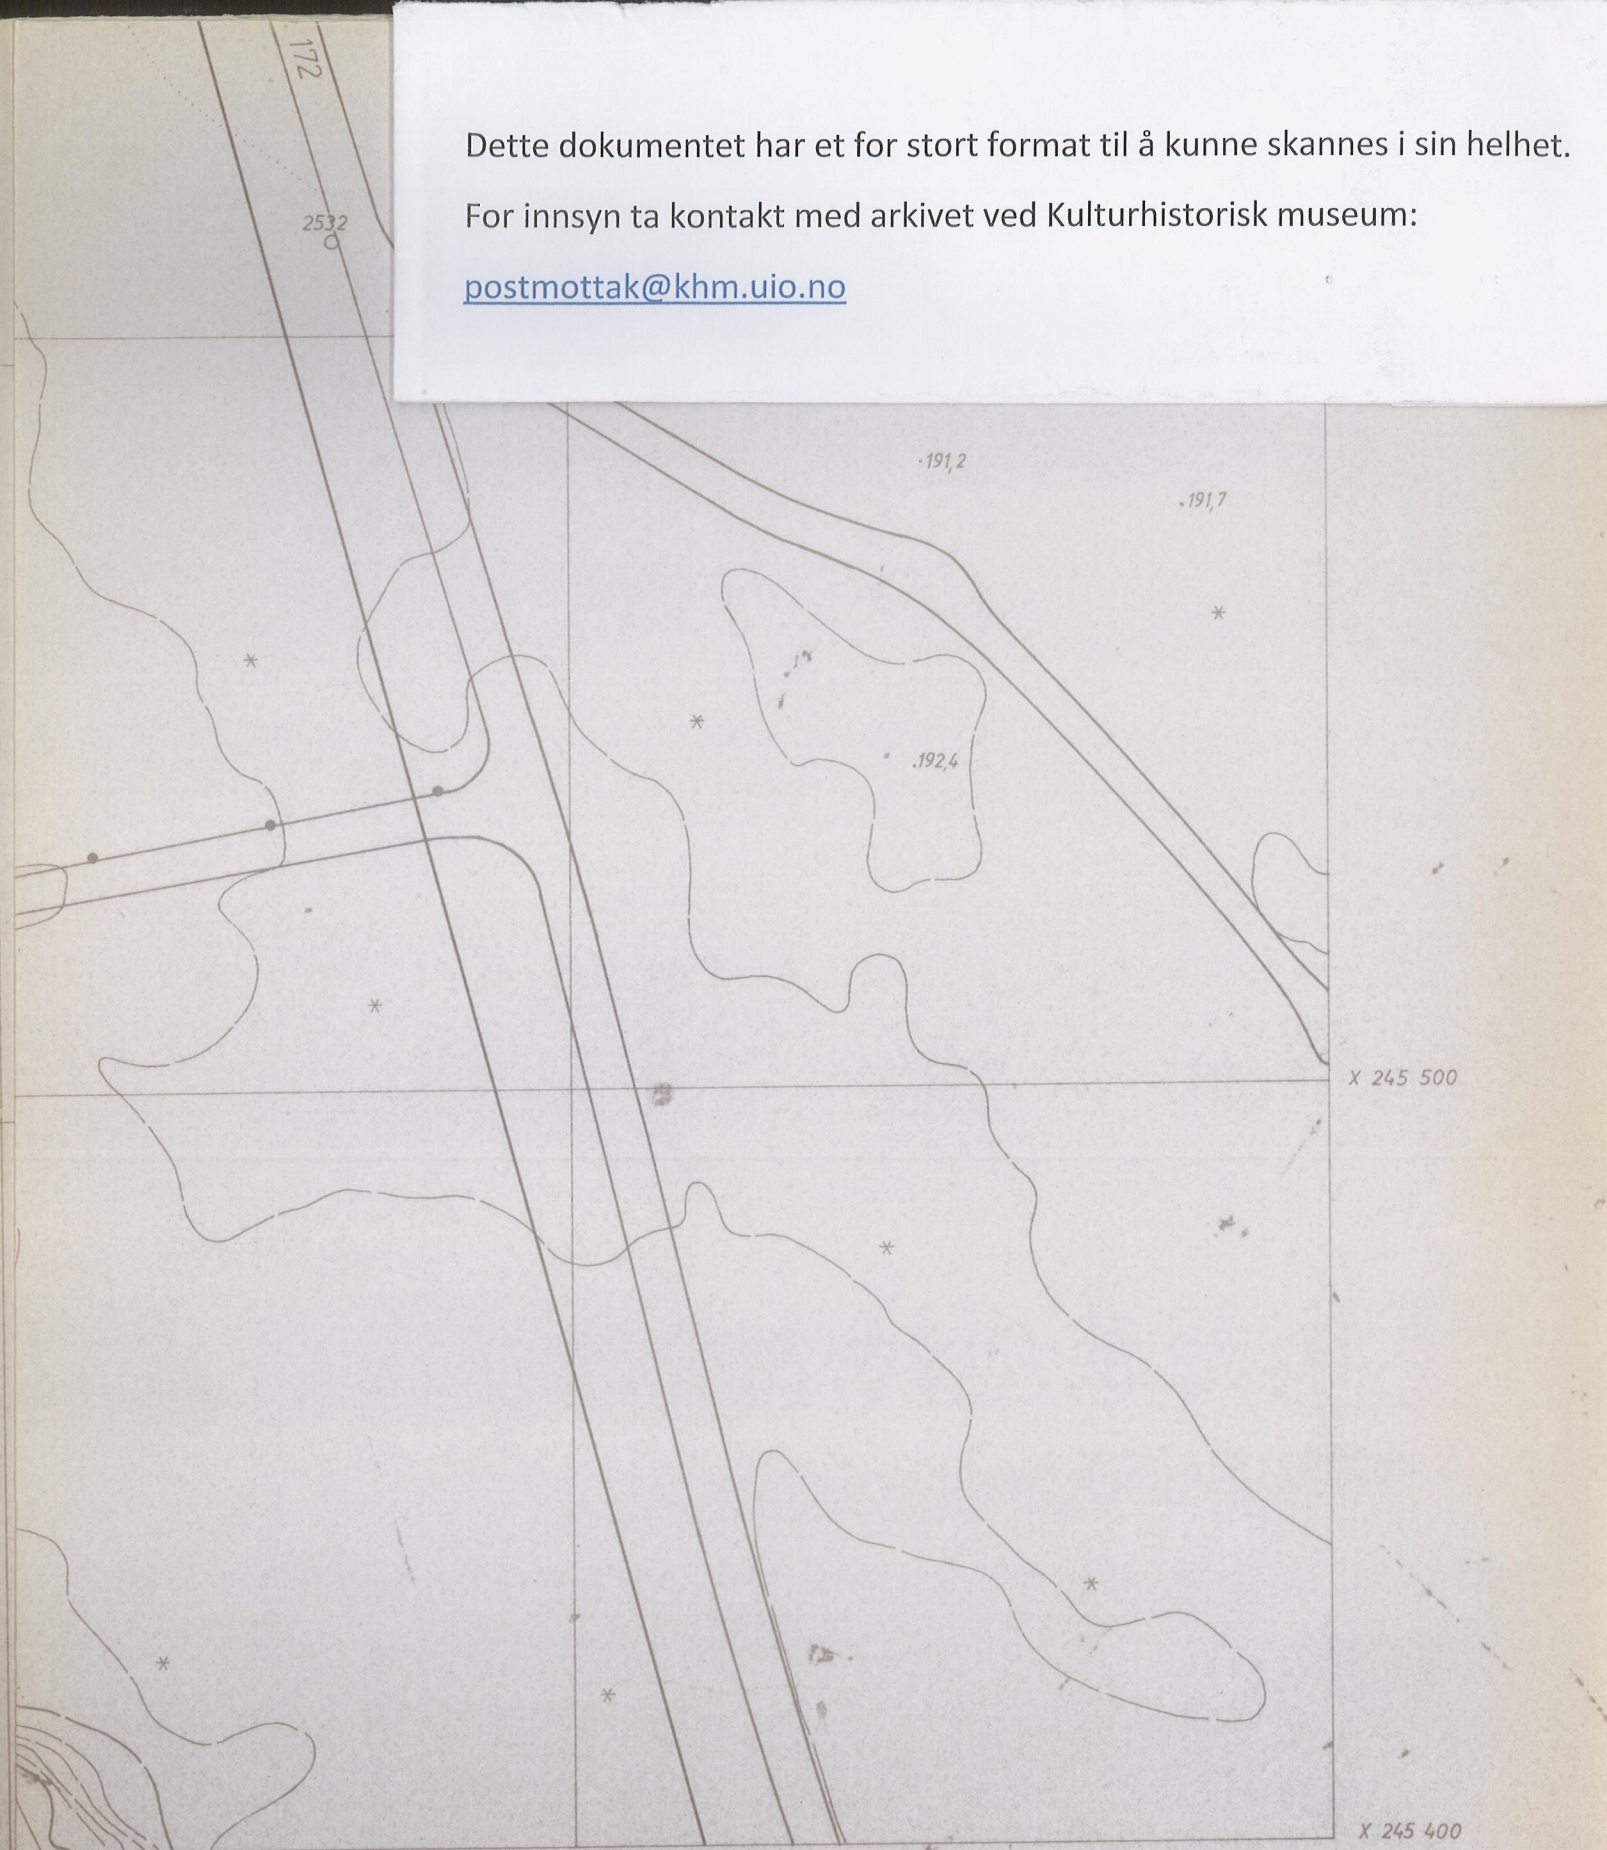 172
Dette dokumentet har et for stort format til å kunne skannes i sin helhet.
For innsyn ta kontakt med arkivet ved Kulturhistorisk museum:
postmottak@khm.uio.no
2532
191,2
191,7
192,4
X 245 500
X 245 400